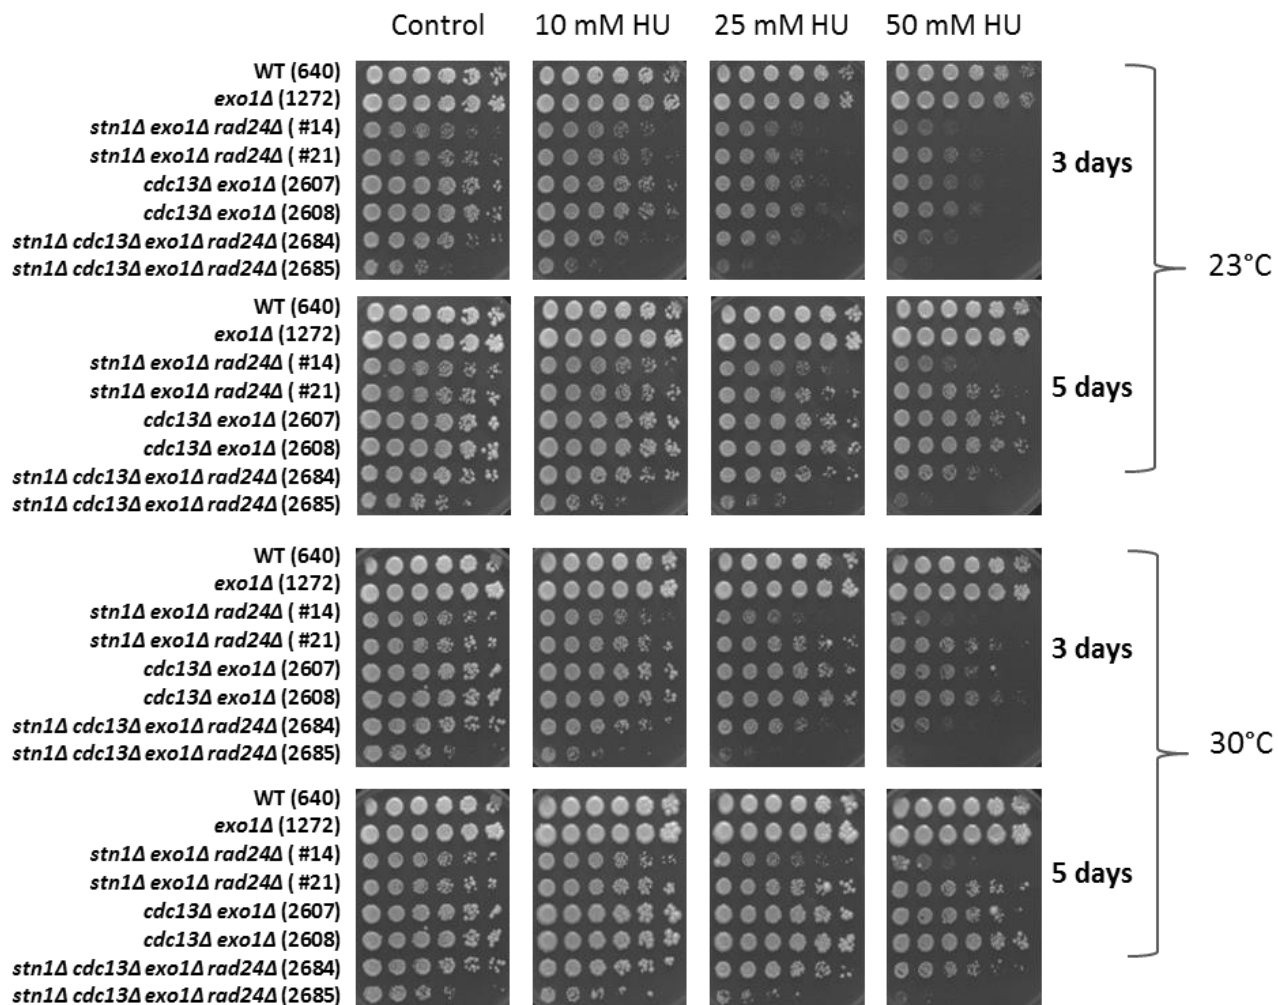 Control 10 mM HU 25 mM HU 50 mM HU
WT (640)
exo1Δ (1272)
stn1Δ exo1Δ rad24Δ ( #14)
stn1Δ exo1Δ rad24Δ ( #21)
cdc13Δ exo1Δ (2607)
cdc13Δ exo1Δ (2608)
stn1Δ cdc13Δ exo1Δ rad24Δ (2684)
stn1Δ cdc13Δ exo1Δ rad24Δ (2685)
3 days
WT (640)
exo1Δ (1272)
stn1Δ exo1Δ rad24Δ ( #14)
stn1Δ exo1Δ rad24Δ ( #21)
cdc13Δ exo1Δ (2607)
cdc13Δ exo1Δ (2608)
stn1Δ cdc13Δ exo1Δ rad24Δ (2684)
stn1Δ cdc13Δ exo1Δ rad24Δ (2685)
5 days
23°C
WT (640)
exo1Δ (1272)
stn1Δ exo1Δ rad24Δ ( #14)
stn1Δ exo1Δ rad24Δ ( #21)
cdc13Δ exo1Δ (2607)
cdc13Δ exo1Δ (2608)
stn1Δ cdc13Δ exo1Δ rad24Δ (2684)
stn1Δ cdc13Δ exo1Δ rad24Δ (2685)
3 days
WT (640)
exo1Δ (1272)
stn1Δ exo1Δ rad24Δ ( #14)
stn1Δ exo1Δ rad24Δ ( #21)
cdc13Δ exo1Δ (2607)
cdc13Δ exo1Δ (2608)
stn1Δ cdc13Δ exo1Δ rad24Δ (2684)
stn1Δ cdc13Δ exo1Δ rad24Δ (2685)
5 days
30°C